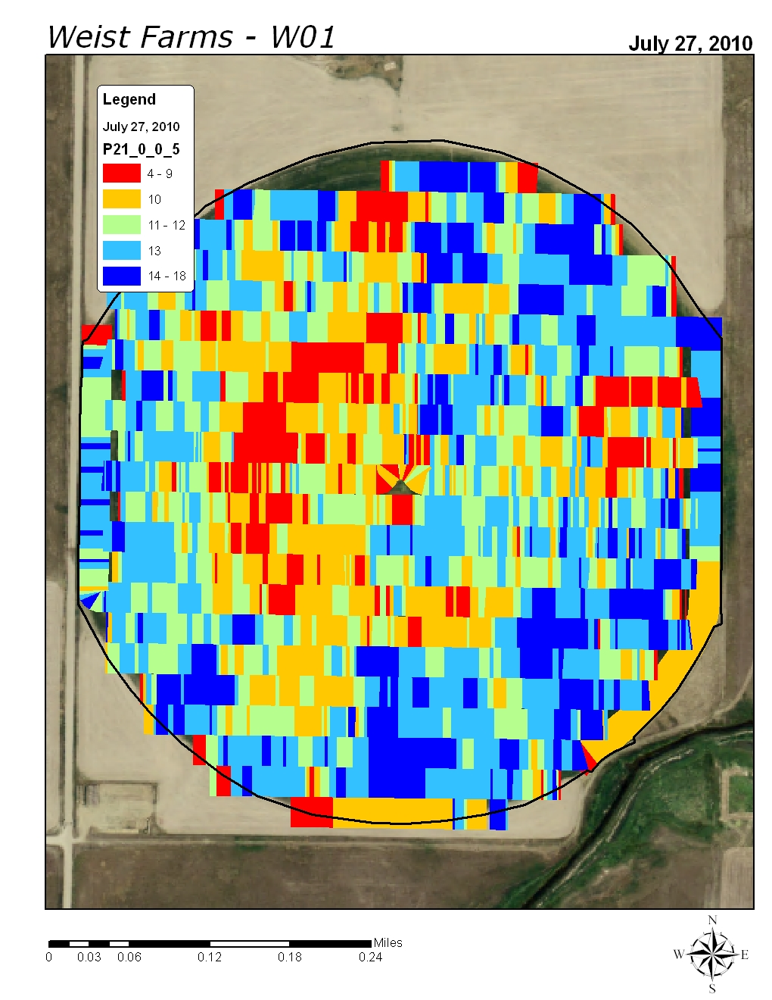 Weist Farms - W01
July 27, 2010
Legend
July 27, 2010
P21_0_0_5
4 - 9
10
11 - 12
13
14 - 18
Miles
0 0.03 0.06 0.12 0.18 0.24
N
W E
S